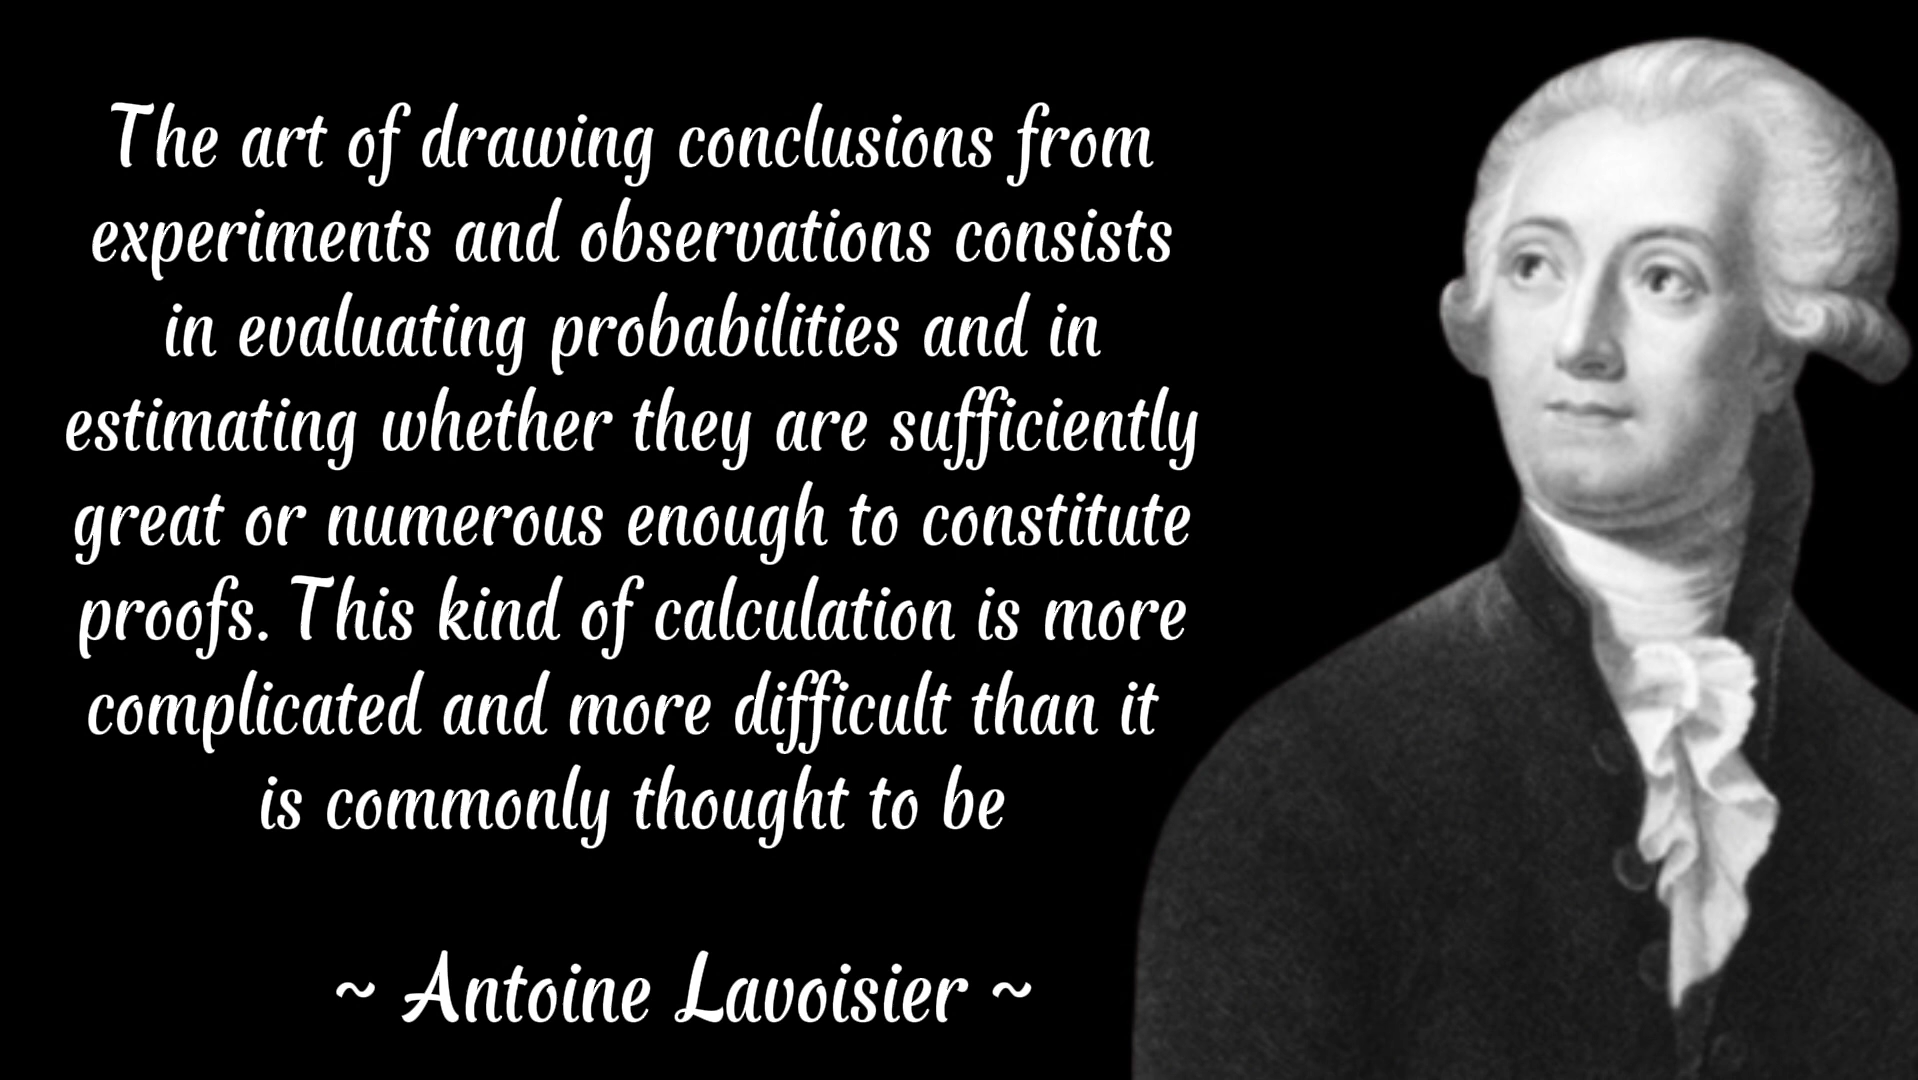 The art of drawing conclusions from
experiments and observations consists
in evaluating probabilities and in
estimating whether they are sufficiently
great or numerous enough to constitute
proofs. This kind of calculation is more
complicated and more difficult than it
is commonly thought to be
~ Antoine Lavoisier ~